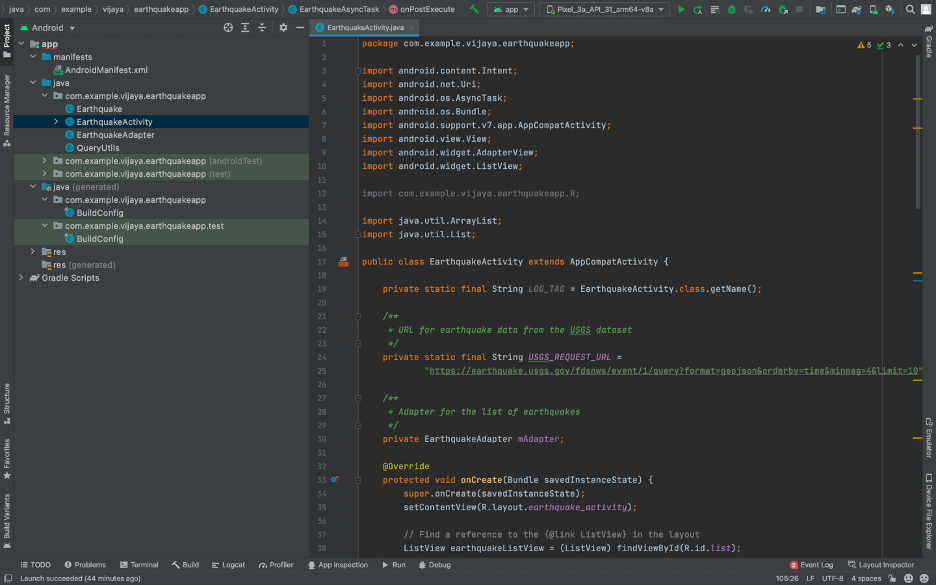 java
com
example
vijaya
earthquakeapp
EarthquakeActivity
EarthquakeAsyncTask
onPostExecute
app
Pixel_3a_API_31_arm64-v8a
Project
Resource Manager
Structure
Favorites
Build Variants
Android
app
manifests
AndroidManifest.xml
java
com.example.vijaya.earthquakeapp
Earthquake
EarthquakeActivity
EarthquakeAdapter
QueryUtils
com.example.vijaya.earthquakeapp (androidTest)
com.example.vijaya.earthquakeapp (test)
java (generated)
com.example.vijaya.earthquakeapp
BuildConfig
com.example.vijaya.earthquakeapp.test
BuildConfig
res
res (generated)
Gradle Scripts
EarthquakeActivity.java
5 3
1 package com.example.vijaya.earthquakeapp;
2
3 import android.content.Intent;
4 import android.net.Uri;
5 import android.os.AsyncTask;
6 import android.os.Bundle;
7 import android.support.v7.app.AppCompatActivity;
8 import android.view.View;
9 import android.widget.AdapterView;
10 import android.widget.ListView;
11
12 import com.example.vijaya.earthquakeapp.R;
13
14 import java.util.ArrayList;
15 import java.util.List;
16
17 public class EarthquakeActivity extends AppCompatActivity {
18
19 private static final String LOG_TAG = EarthquakeActivity.class.getName();
20
21 /**
22 * URL for earthquake data from the USGS dataset
23 */
24 private static final String USGS_REQUEST_URL =
25 "https://earthquake.usgs.gov/fdsnws/event/1/query?format=geojson&orderby=time&minmag=4&limit=10"
26
27 /**
28 * Adapter for the list of earthquakes
29 */
30 private EarthquakeAdapter mAdapter;
31
32 @Override
33 protected void onCreate(Bundle savedInstanceState) {
34 super.onCreate(savedInstanceState);
35 setContentView(R.layout.earthquake_activity);
36
37 // Find a reference to the {@link ListView} in the layout
38 ListView earthquakeListView = (ListView) findViewById(R.id.list);
Gradle
Emulator
Device File Explorer
TODO
Problems
Terminal
Build
Logcat
Profiler
App Inspection
Run
Debug
2 Event Log
Layout Inspector
Launch succeeded (44 minutes ago)
105:26 LF UTF-8 4 spaces